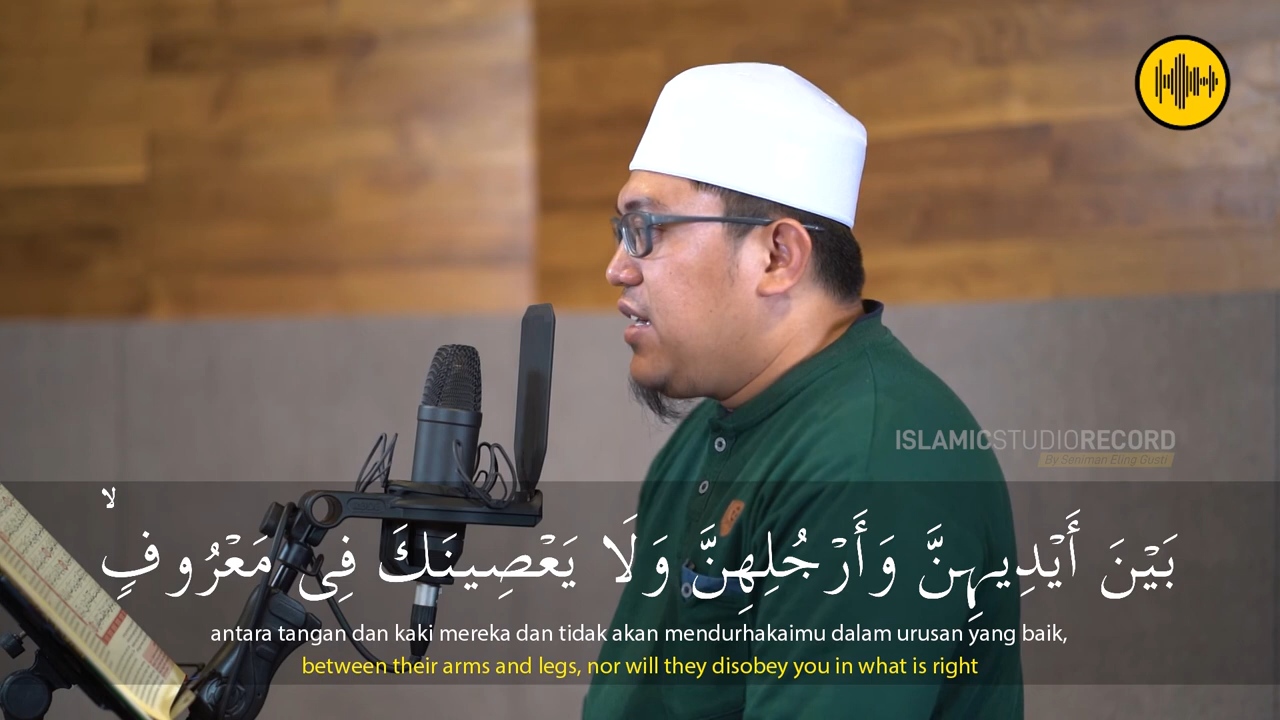 ISLAMICSTUDIORECORD
By Seniman Eling Gusti
بَيْنَ أَيْدِيهِنَّ وَأَرْجُلِهِنَّ وَلَا يَعْصِينَكَ فِى مَعْرُوفٍ ۙ
antara tangan dan kaki mereka dan tidak akan mendurhakaimu dalam urusan yang baik,
between their arms and legs, nor will they disobey you in what is right